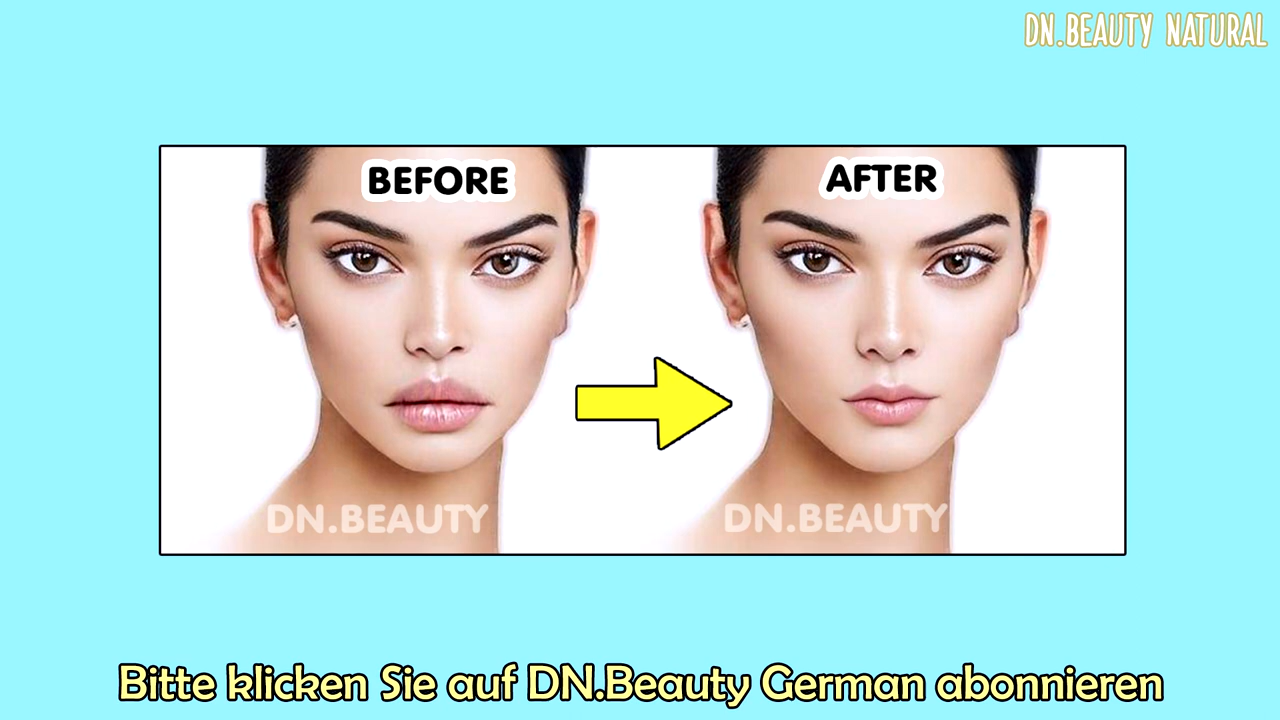 DN.BEAUTY NATURAL
BEFORE
AFTER
DN.BEAUTY
DN.BEAUTY
Bitte klicken Sie auf DN.Beauty German abonnieren